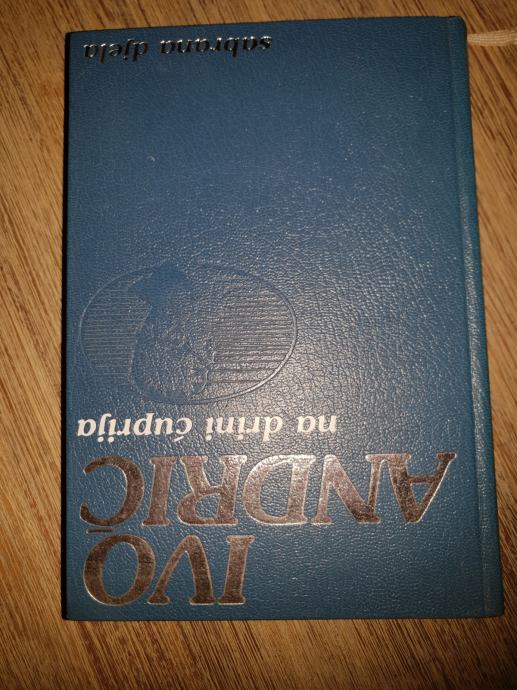 IVO
ANDRIĆ
na drini ćuprija
sabrana djela